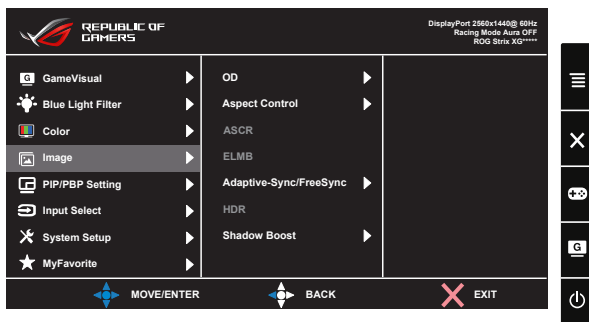 REPUBLIC OF
GAMERS
DisplayPort 2560x1440@ 60Hz
Racing Mode Aura OFF
ROG Strix XG*****
G GameVisual
Blue Light Filter
Color
Image
PIP/PBP Setting
Input Select
System Setup
MyFavorite
OD
Aspect Control
ASCR
ELMB
Adaptive-Sync/FreeSync
HDR
Shadow Boost
MOVE/ENTER
BACK
EXIT
G